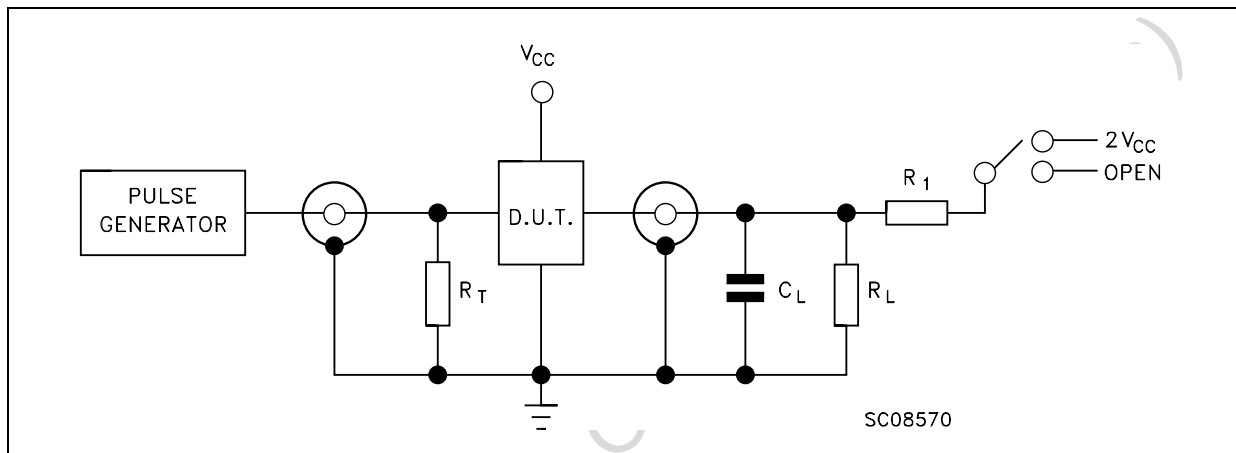 VCC
PULSE
GENERATOR
D.U.T.
RT
CL
RL
R1
2VCC
OPEN
SC08570